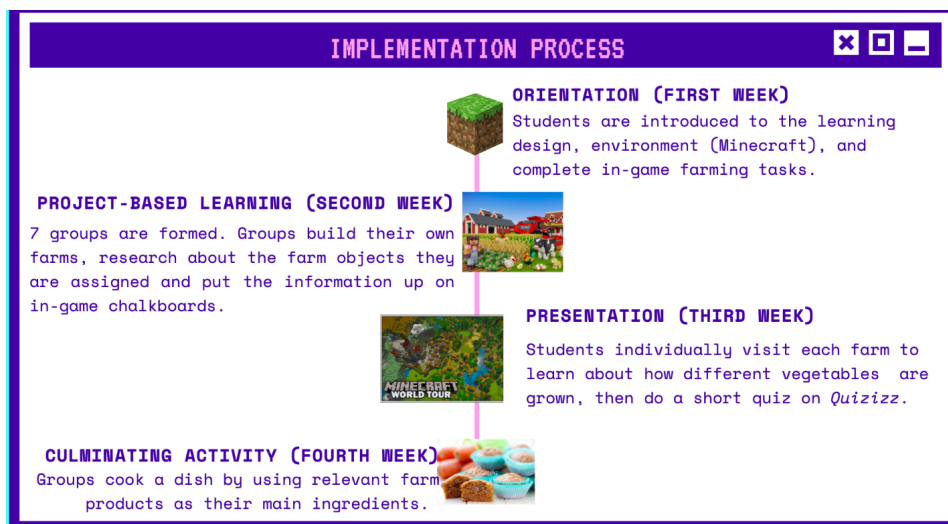 IMPLEMENTATION PROCESS
ORIENTATION (FIRST WEEK)
Students are introduced to the learning
design, environment (Minecraft), and
complete in-game farming tasks.
PROJECT-BASED LEARNING (SECOND WEEK)
7 groups are formed. Groups build their own
farms, research about the farm objects they
are assigned and put the information up on
in-game chalkboards.
PRESENTATION (THIRD WEEK)
Students individually visit each farm to
learn about how different vegetables are
grown, then do a short quiz on Quizizz.
MINECRAFT
WORLD TOUR
CULMINATING ACTIVITY (FOURTH WEEK)
Groups cook a dish by using relevant farm
products as their main ingredients.